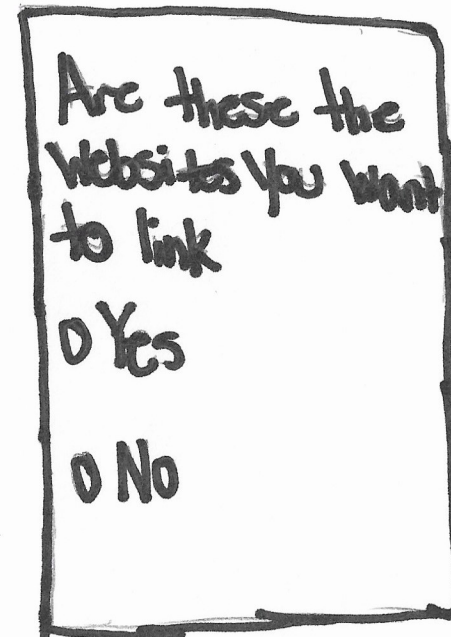 Are these the
Websites You Want
to link
Yes
No